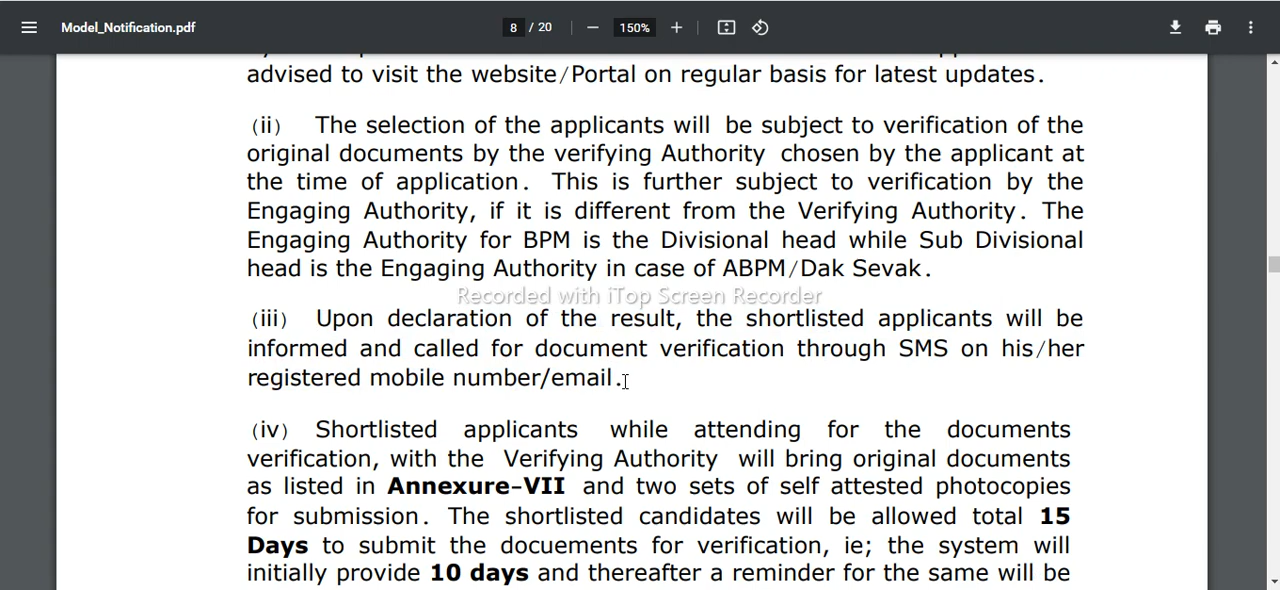 Model_Notification.pdf
8 / 20
150%
advised to visit the website/Portal on regular basis for latest updates.
(ii) The selection of the applicants will be subject to verification of the
original documents by the verifying Authority chosen by the applicant at
the time of application. This is further subject to verification by the
Engaging Authority, if it is different from the Verifying Authority. The
Engaging Authority for BPM is the Divisional head while Sub Divisional
head is the Engaging Authority in case of ABPM/Dak Sevak.
Recorded with iTop Screen Recorder
(iii) Upon declaration of the result, the shortlisted applicants will be
informed and called for document verification through SMS on his/her
registered mobile number/email.
(iv) Shortlisted applicants while attending for the documents
verification, with the Verifying Authority will bring original documents
as listed in Annexure-VII and two sets of self attested photocopies
for submission. The shortlisted candidates will be allowed total 15
Days to submit the docuements for verification, ie; the system will
initially provide 10 days and thereafter a reminder for the same will be